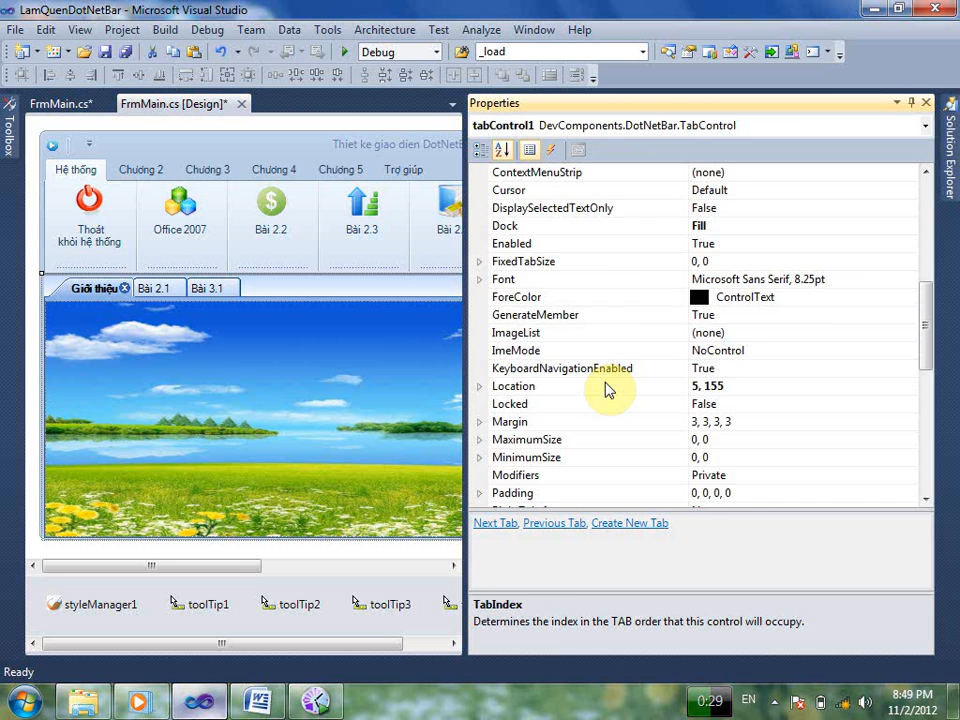 LamQuenDotNetBar - Microsoft Visual Studio
File Edit View Project Build Debug Team Data Tools Architecture Test Analyze Window Help
Debug _load
FrmMain.cs* FrmMain.cs [Design]*
Toolbox
Thiet ke giao dien DotNetB
Hệ thống Chương 2 Chương 3 Chương 4 Chương 5 Trợ giúp
Thoát
khỏi hệ thống
Office 2007
Bài 2.2
Bài 2.3
Bài 2.
Giới thiệu Bài 2.1 Bài 3.1
styleManager1 toolTip1 toolTip2 toolTip3
Properties
tabControl1 DevComponents.DotNetBar.TabControl
ContextMenuStrip (none)
Cursor Default
DisplaySelectedTextOnly False
Dock Fill
Enabled True
FixedTabSize 0, 0
Font Microsoft Sans Serif, 8.25pt
ForeColor ControlText
GenerateMember True
ImageList (none)
ImeMode NoControl
KeyboardNavigationEnabled True
Location 5, 155
Locked False
Margin 3, 3, 3, 3
MaximumSize 0, 0
MinimumSize 0, 0
Modifiers Private
Padding 0, 0, 0, 0
Next Tab, Previous Tab, Create New Tab
TabIndex
Determines the index in the TAB order that this control will occupy.
Solution Explorer
Ready
0:29 EN
8:49 PM
11/2/2012